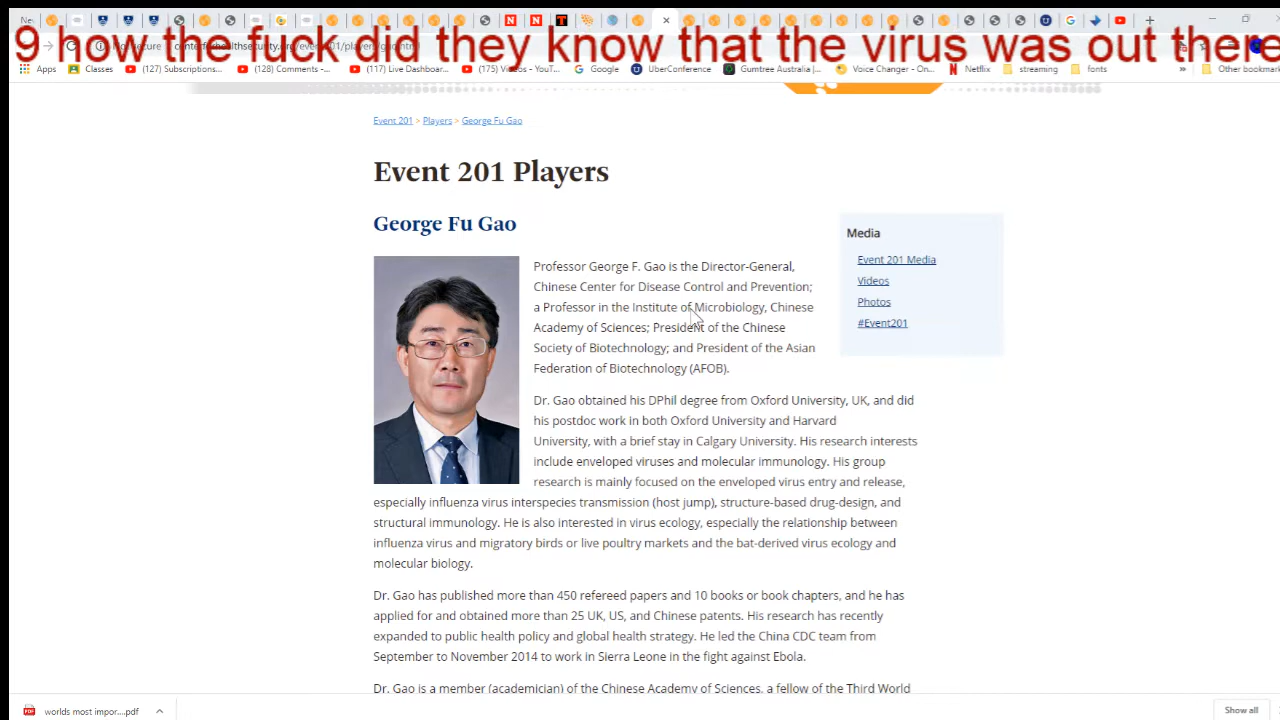 9 how the fuck did they know that the virus was out there
Apps
Classes
(127) Subscriptions...
(128) Comments -...
(117) Live Dashboar...
(175) Videos - YouT...
Google
UberConference
Gumtree Australia |...
Voice Changer - On...
Netflix
streaming
fonts
»
Other bookmark
Event 201 > Players > George Fu Gao
Event 201 Players
George Fu Gao
Professor George F. Gao is the Director-General,
Chinese Center for Disease Control and Prevention;
a Professor in the Institute of Microbiology, Chinese
Academy of Sciences; President of the Chinese
Society of Biotechnology; and President of the Asian
Federation of Biotechnology (AFOB).
Dr. Gao obtained his DPhil degree from Oxford University, UK, and did
his postdoc work in both Oxford University and Harvard
University, with a brief stay in Calgary University. His research interests
include enveloped viruses and molecular immunology. His group
research is mainly focused on the enveloped virus entry and release,
especially influenza virus interspecies transmission (host jump), structure-based drug-design, and
structural immunology. He is also interested in virus ecology, especially the relationship between
influenza virus and migratory birds or live poultry markets and the bat-derived virus ecology and
molecular biology.
Dr. Gao has published more than 450 refereed papers and 10 books or book chapters, and he has
applied for and obtained more than 25 UK, US, and Chinese patents. His research has recently
expanded to public health policy and global health strategy. He led the China CDC team from
September to November 2014 to work in Sierra Leone in the fight against Ebola.
Dr. Gao is a member (academician) of the Chinese Academy of Sciences, a fellow of the Third World
Media
Event 201 Media
Videos
Photos
#Event201
worlds most impor....pdf
Show all